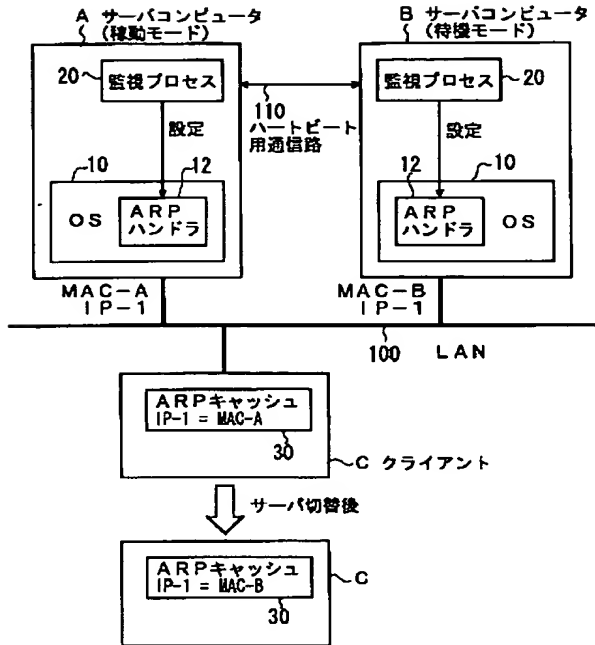 A サーバコンピュータ
(稼動モード)
B サーバコンピュータ
(待機モード)
20
監視プロセス
監視プロセス
20
110
ハートビート
用通信路
設定
設定
10
12
12
10
OS
ARP
ハンドラ
ARP
ハンドラ
OS
MAC-A
IP-1
MAC-B
IP-1
100
LAN
ARPキャッシュ
IP-1 = MAC-A
30
C クライアント
サーバ切替後
ARPキャッシュ
IP-1 = MAC-B
30
C